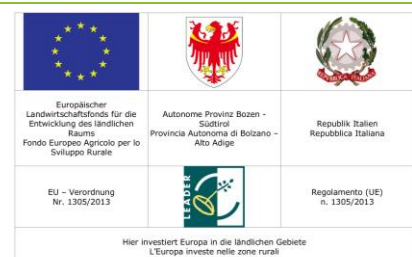 Europäischer
Landwirtschaftsfonds für die
Entwicklung des ländlichen
Raums
Fondo Europeo Agricolo per lo
Sviluppo Rurale
Autonome Provinz Bozen -
Südtirol
Provincia Autonoma di Bolzano –
Alto Adige
Republik Italien
Repubblica Italiana
EU – Verordnung
Nr. 1305/2013
LEADER
Regolamento (UE)
n. 1305/2013
Hier investiert Europa in die ländlichen Gebiete
L'Europa investe nelle zone rurali